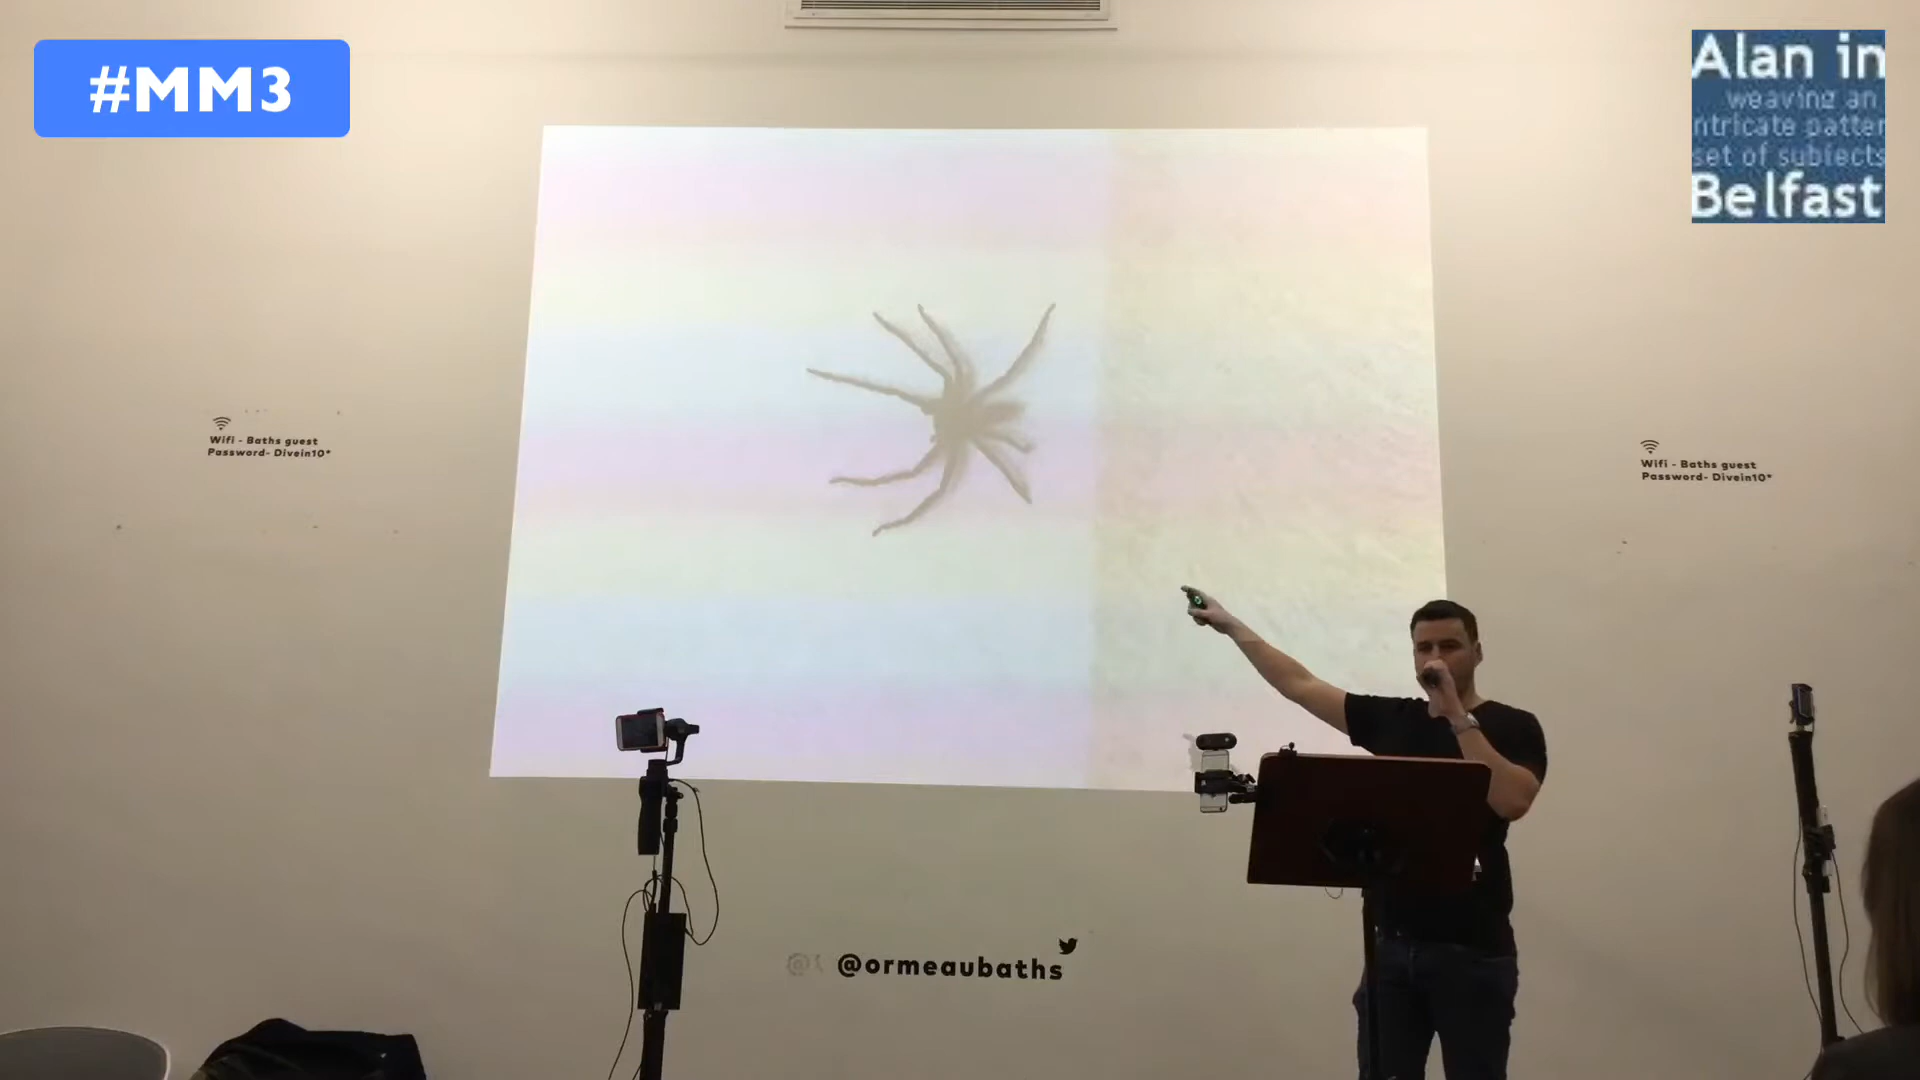 #MM3
Alan in
weaving an
ntricate patter
set of subjects
Belfast
Wifi - Baths guest
Password- Divein10*
Wifi - Baths guest
Password- Divein10*
@ormeaubaths